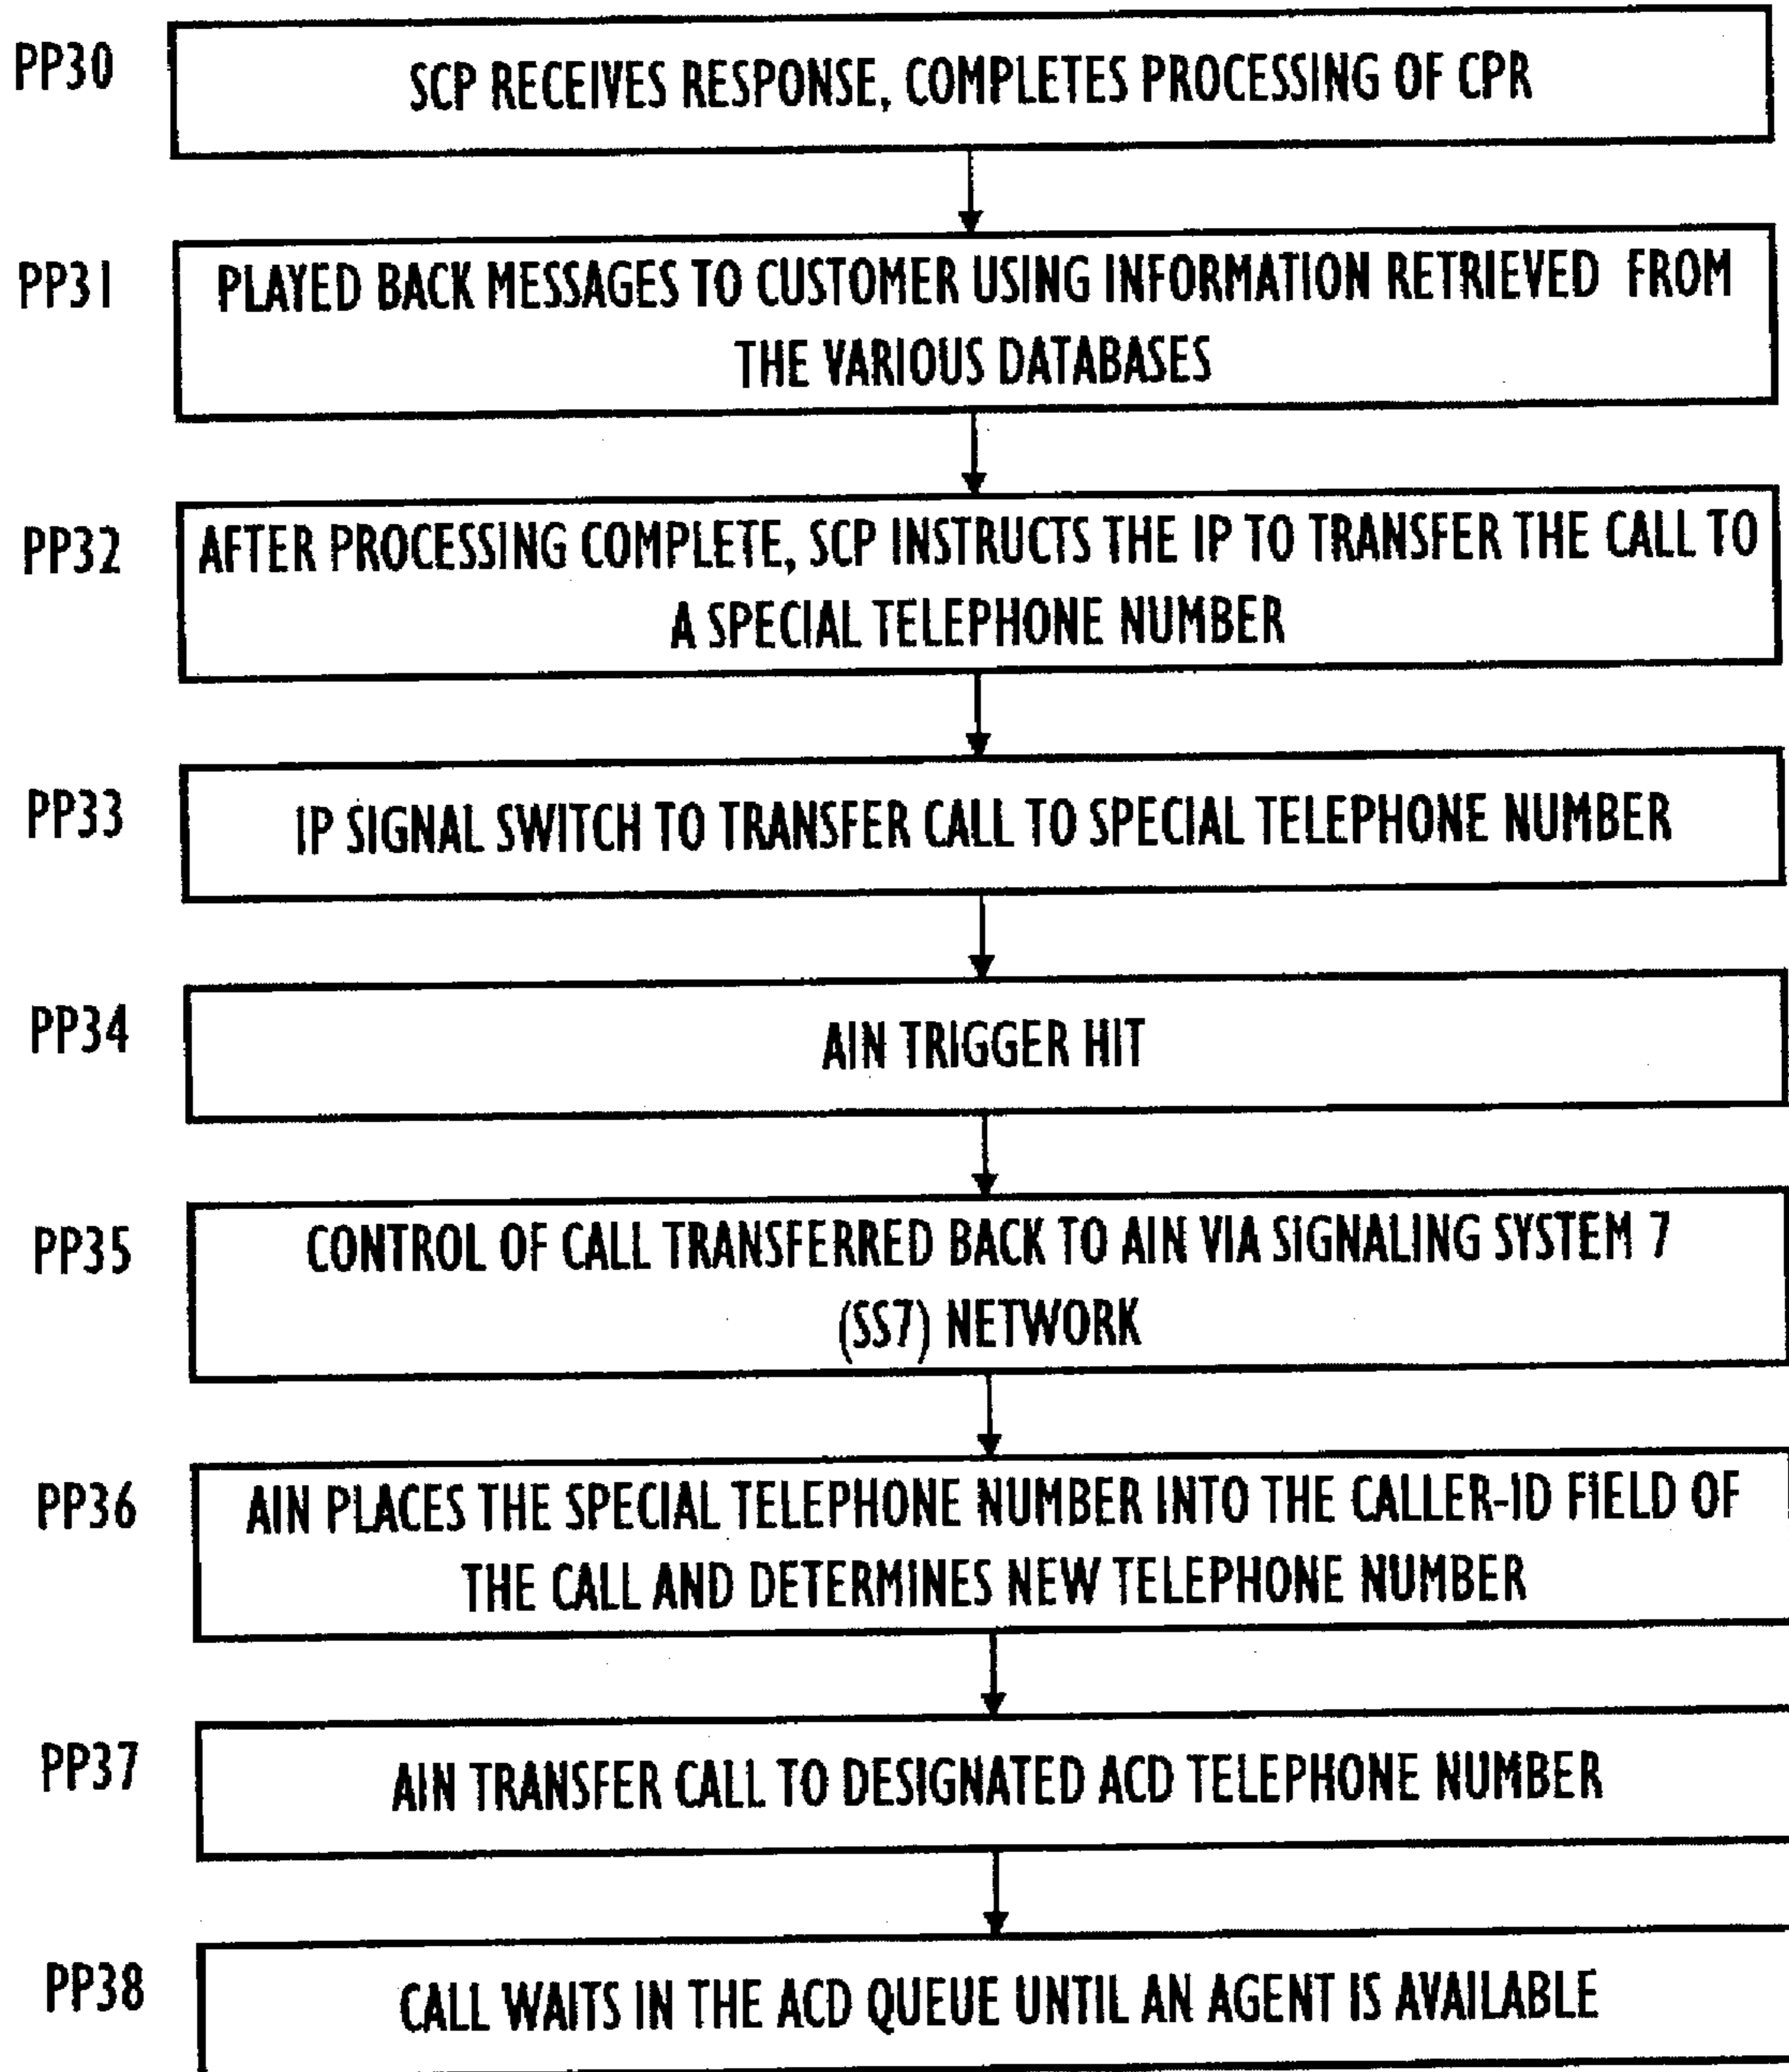 PP30
SCP RECEIVES RESPONSE, COMPLETES PROCESSING OF CPR
PP31
PLAYED BACK MESSAGES TO CUSTOMER USING INFORMATION RETRIEVED FROM
THE VARIOUS DATABASES
PP32
AFTER PROCESSING COMPLETE, SCP INSTRUCTS THE IP TO TRANSFER THE CALL TO
A SPECIAL TELEPHONE NUMBER
PP33
IP SIGNAL SWITCH TO TRANSFER CALL TO SPECIAL TELEPHONE NUMBER
PP34
AIN TRIGGER HIT
PP35
CONTROL OF CALL TRANSFERRED BACK TO AIN VIA SIGNALING SYSTEM 7
(SS7) NETWORK
PP36
AIN PLACES THE SPECIAL TELEPHONE NUMBER INTO THE CALLER-ID FIELD OF
THE CALL AND DETERMINES NEW TELEPHONE NUMBER
PP37
AIN TRANSFER CALL TO DESIGNATED ACD TELEPHONE NUMBER
PP38
CALL WAITS IN THE ACD QUEUE UNTIL AN AGENT IS AVAILABLE